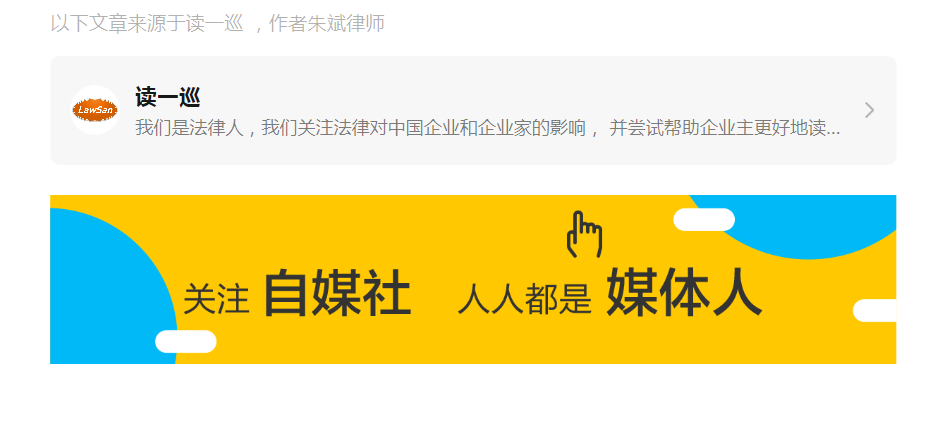 以下文章来源于读一巡 ，作者朱斌律师
LawSan
读一巡
我们是法律人，我们关注法律对中国企业和企业家的影响， 并尝试帮助企业主更好地读...
关注 自媒社 人人都是 媒体人